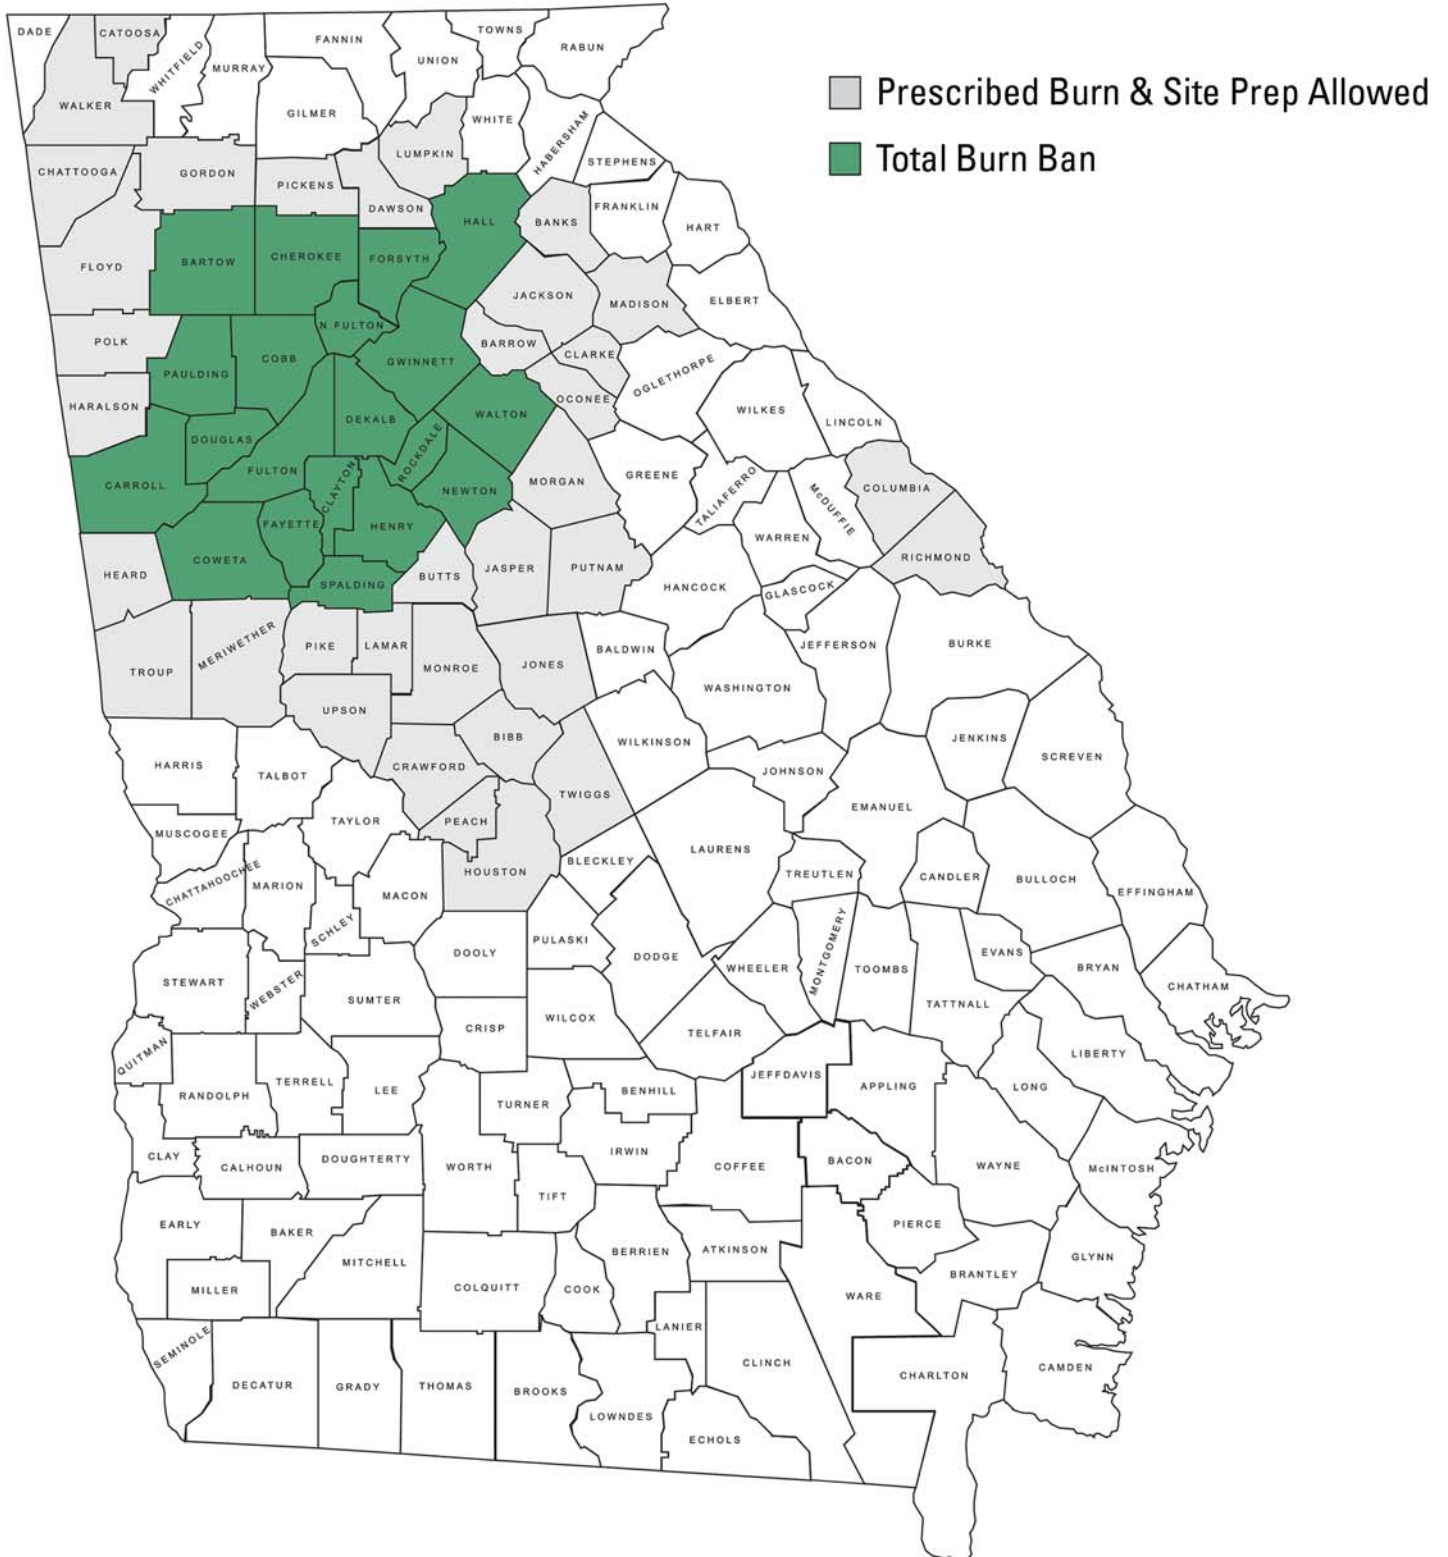 DADE
CATOOSA
WHITFIELD
MURRAY
FANNIN
UNION
TOWNS
RABUN
WALKER
GILMER
WHITE
HABERSHAM
STEPHENS
Prescribed Burn & Site Prep Allowed
Total Burn Ban
CHATTOOGA
GORDON
PICKENS
LUMPKIN
DAWSON
HALL
BANKS
FRANKLIN
HART
FLOYD
BARTOW
CHEROKEE
FORSYTH
JACKSON
MADISON
ELBERT
POLK
N.FULTON
BARROW
CLARKE
PAULDING
COBB
GWINNETT
OGLETHORPE
HARALSON
OCONEE
WILKES
LINCOLN
DOUGLAS
DEKALB
WALTON
CARROLL
FULTON
CLAYTON
ROCKDALE
NEWTON
MORGAN
GREENE
TALIAFERRO
McDUFFIE
COLUMBIA
FAYETTE
HENRY
WARREN
RICHMOND
HEARD
COWETA
SPALDING
BUTTS
JASPER
PUTNAM
HANCOCK
GLASCOCK
TROUP
MERIWETHER
PIKE
LAMAR
MONROE
JONES
BALDWIN
WASHINGTON
JEFFERSON
BURKE
UPSON
BIBB
WILKINSON
JENKINS
SCREVEN
HARRIS
TALBOT
CRAWFORD
TWIGGS
JOHNSON
EMANUEL
MUSCOGEE
TAYLOR
PEACH
LAURENS
CHATTAHOOCHEE
MARION
MACON
HOUSTON
BLECKLEY
TREUTLEN
CANDLER
BULLOCH
EFFINGHAM
SCHLEY
DOOLY
PULASKI
DODGE
WHEELER
MONTGOMERY
TOOMBS
EVANS
BRYAN
STEWART
WEBSTER
SUMTER
TATTNALL
CHATHAM
CRISP
WILCOX
TELFAIR
QUITMAN
LIBERTY
RANDOLPH
TERRELL
LEE
TURNER
BENHILL
JEFFDAVIS
APPLING
LONG
CLAY
CALHOUN
DOUGHTERTY
WORTH
IRWIN
COFFEE
BACON
WAYNE
McINTOSH
TIFT
EARLY
BAKER
MITCHELL
BERRIEN
ATKINSON
PIERCE
GLYNN
MILLER
COLQUITT
COOK
WARE
BRANTLEY
SEMINOLE
LANIER
DECATUR
GRADY
THOMAS
BROOKS
CLINCH
CHARLTON
CAMDEN
LOWNDES
ECHOLS